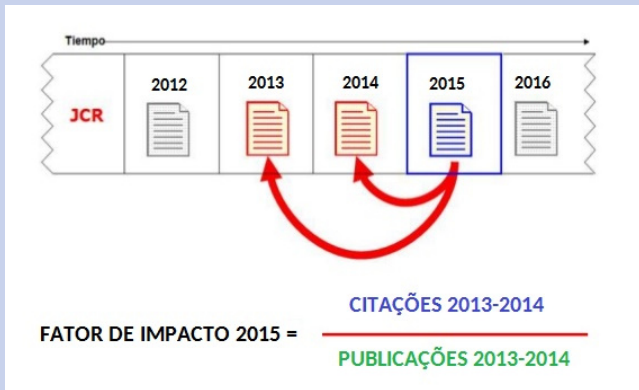 Tiempo
JCR
2012
2013
2014
2015
2016
FATOR DE IMPACTO 2015 =
CITAÇÕES 2013-2014
PUBLICAÇÕES 2013-2014